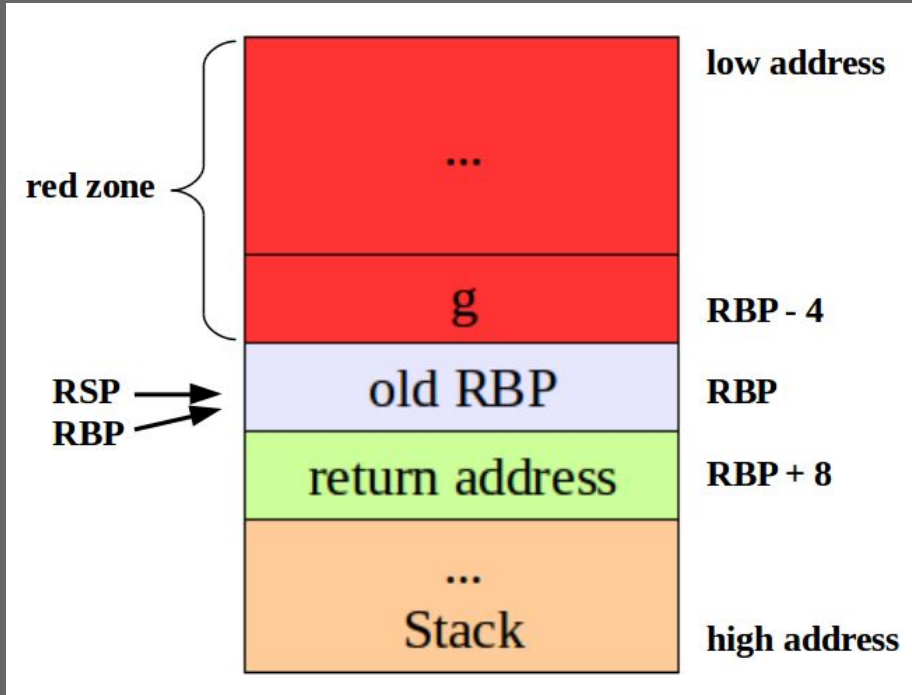 low address
...
red zone
g
RBP - 4
RSP
old RBP
RBP
RBP
return address
RBP + 8
...
Stack
high address